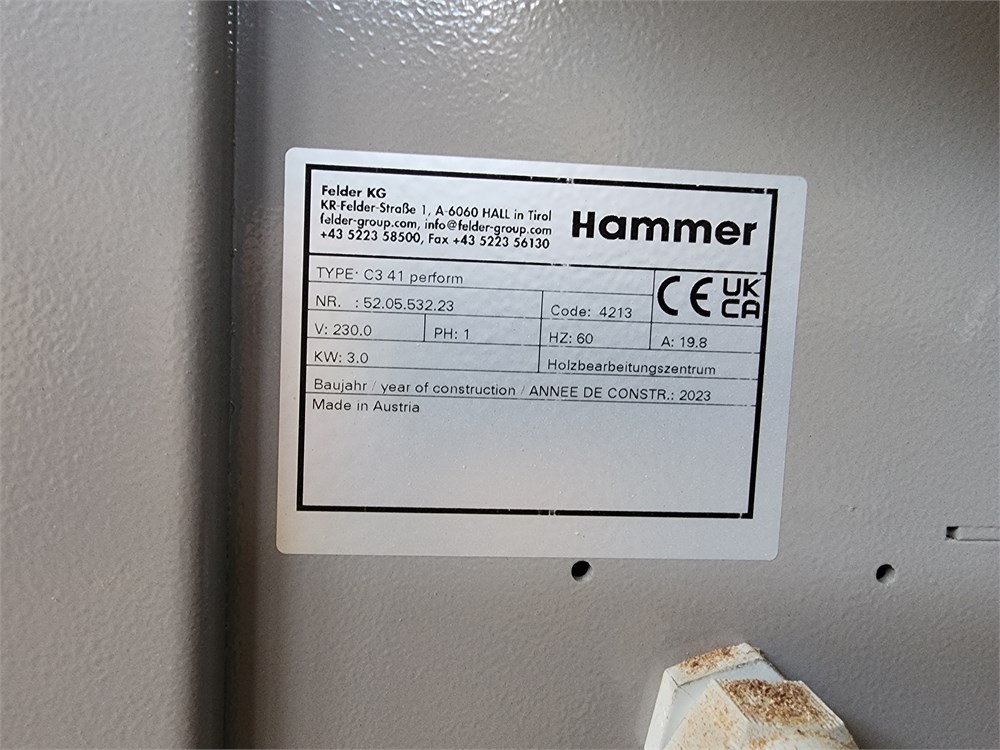 Felder KG
KR-Felder-Straße 1, A-6060 HALL in Tirol
felder-group.com, info@felder-group.com
+43 5223 58500, Fax +43 5223 56130
Hammer
TYPE: C3 41 perform
CE
UK
CA
NR. : 52.05.532.23
Code: 4213
V: 230.0
PH: 1
HZ: 60
A: 19.8
KW: 3.0
Holzbearbeitungszentrum
Baujahr / year of construction / ANNEE DE CONSTR.: 2023
Made in Austria